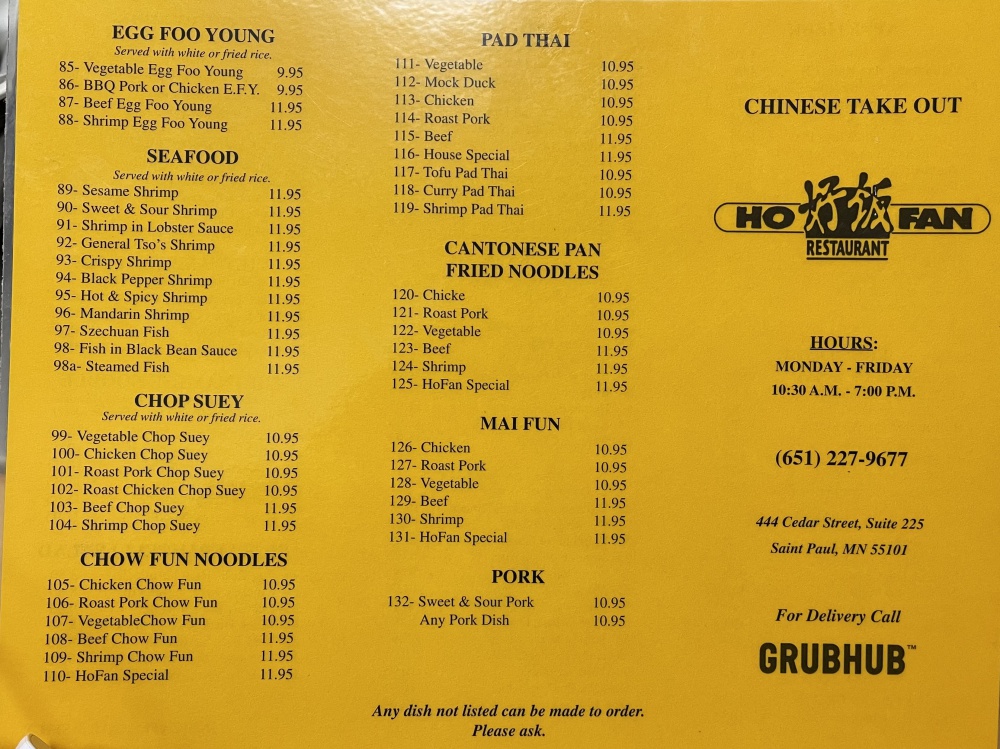 EGG FOO YOUNG
Served with white or fried rice.
85- Vegetable Egg Foo Young 9.95
86- BBQ Pork or Chicken E.F.Y. 9.95
87- Beef Egg Foo Young 11.95
88- Shrimp Egg Foo Young 11.95
SEAFOOD
Served with white or fried rice.
89- Sesame Shrimp 11.95
90- Sweet & Sour Shrimp 11.95
91- Shrimp in Lobster Sauce 11.95
92- General Tso's Shrimp 11.95
93- Crispy Shrimp 11.95
94- Black Pepper Shrimp 11.95
95- Hot & Spicy Shrimp 11.95
96- Mandarin Shrimp 11.95
97- Szechuan Fish 11.95
98- Fish in Black Bean Sauce 11.95
98a- Steamed Fish 11.95
CHOP SUEY
Served with white or fried rice.
99- Vegetable Chop Suey 10.95
100- Chicken Chop Suey 10.95
101- Roast Pork Chop Suey 10.95
102- Roast Chicken Chop Suey 10.95
103- Beef Chop Suey 11.95
104- Shrimp Chop Suey 11.95
CHOW FUN NOODLES
105- Chicken Chow Fun 10.95
106- Roast Pork Chow Fun 10.95
107- VegetableChow Fun 10.95
108- Beef Chow Fun 11.95
109- Shrimp Chow Fun 11.95
110- HoFan Special 11.95
PAD THAI
111- Vegetable 10.95
112- Mock Duck 10.95
113- Chicken 10.95
114- Roast Pork 10.95
115- Beef 11.95
116- House Special 11.95
117- Tofu Pad Thai 10.95
118- Curry Pad Thai 10.95
119- Shrimp Pad Thai 11.95
CANTONESE PAN
FRIED NOODLES
120- Chicke 10.95
121- Roast Pork 10.95
122- Vegetable 10.95
123- Beef 11.95
124- Shrimp 11.95
125- HoFan Special 11.95
MAI FUN
126- Chicken 10.95
127- Roast Pork 10.95
128- Vegetable 10.95
129- Beef 11.95
130- Shrimp 11.95
131- HoFan Special 11.95
PORK
132- Sweet & Sour Pork 10.95
Any Pork Dish 10.95
Any dish not listed can be made to order.
Please ask.
CHINESE TAKE OUT
HO 好飯 FAN
RESTAURANT
HOURS:
MONDAY - FRIDAY
10:30 A.M. - 7:00 P.M.
(651) 227-9677
444 Cedar Street, Suite 225
Saint Paul, MN 55101
For Delivery Call
GRUBHUB™